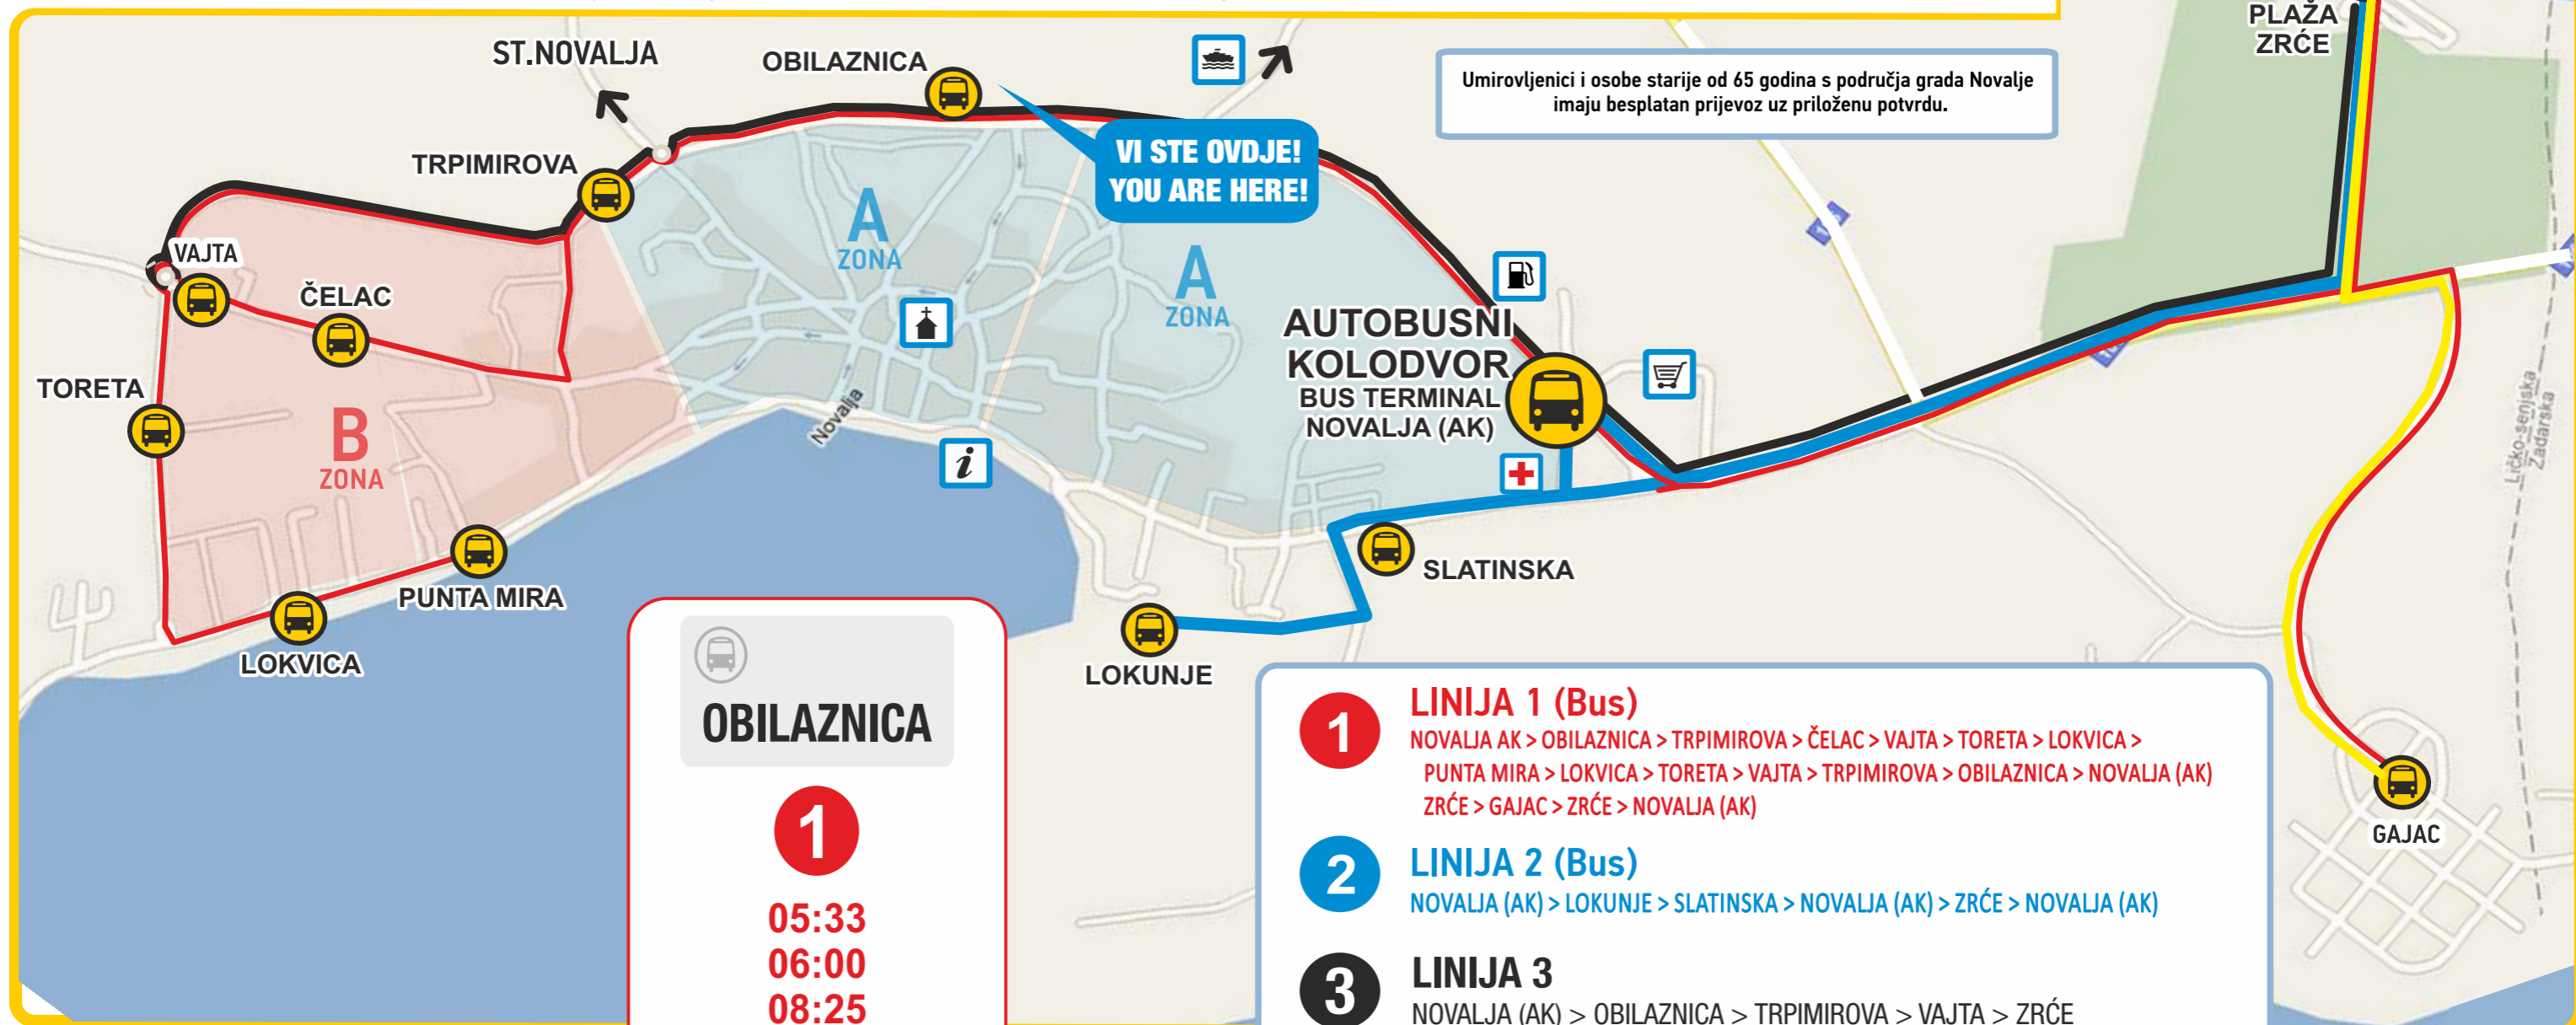 PLAŽA
ZRĆE
ST.NOVALJA
OBILAZNICA
Umirovljenici i osobe starije od 65 godina s područja grada Novalje
imaju besplatan prijevoz uz priloženu potvrdu.
TRPIMIROVA
VI STE OVDJE!
YOU ARE HERE!
A
ZONA
A
ZONA
VAJTA
ČELAC
AUTOBUSNI
KOLODVOR
BUS TERMINAL
NOVALJA (AK)
TORETA
B
ZONA
Novalja
i
Ličko-senjska
Zadarska
SLATINSKA
PUNTA MIRA
LOKVICA
LOKUNJE
GAJAC
OBILAZNICA
1
05:33
06:00
08:25
1
LINIJA 1 (Bus)
NOVALJA AK > OBILAZNICA > TRPIMIROVA > ČELAC > VAJTA > TORETA > LOKVICA >
PUNTA MIRA > LOKVICA > TORETA > VAJTA > TRPIMIROVA > OBILAZNICA > NOVALJA (AK)
ZRĆE > GAJAC > ZRĆE > NOVALJA (AK)
2
LINIJA 2 (Bus)
NOVALJA (AK) > LOKUNJE > SLATINSKA > NOVALJA (AK) > ZRĆE > NOVALJA (AK)
3
LINIJA 3
NOVALJA (AK) > OBILAZNICA > TRPIMIROVA > VAJTA > ZRĆE